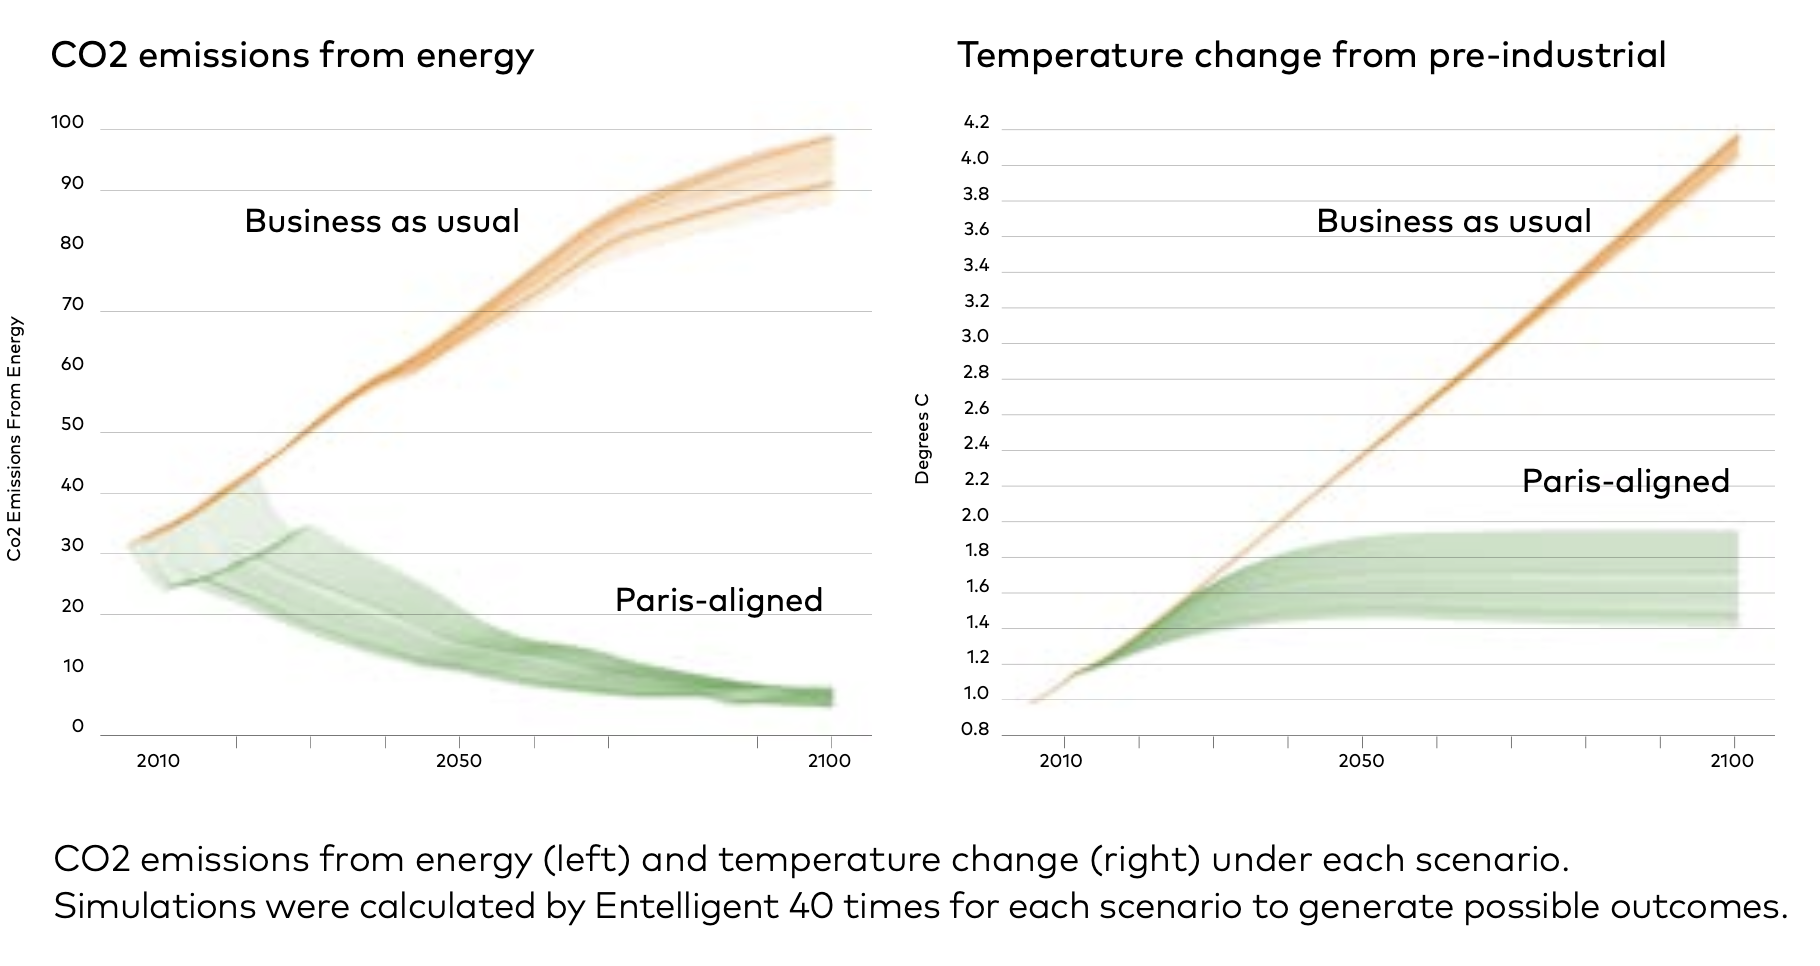 CO2 emissions from energy
Co2 Emissions From Energy
100
90
80
70
60
50
40
30
20
10
0
Business as usual
Paris-aligned
2010 2050 2100
Temperature change from pre-industrial
Degrees C
4.2
4.0
3.8
3.6
3.4
3.2
3.0
2.8
2.6
2.4
2.2
2.0
1.8
1.6
1.4
1.2
1.0
0.8
Business as usual
Paris-aligned
2010 2050 2100
CO2 emissions from energy (left) and temperature change (right) under each scenario.
Simulations were calculated by Entelligent 40 times for each scenario to generate possible outcomes.